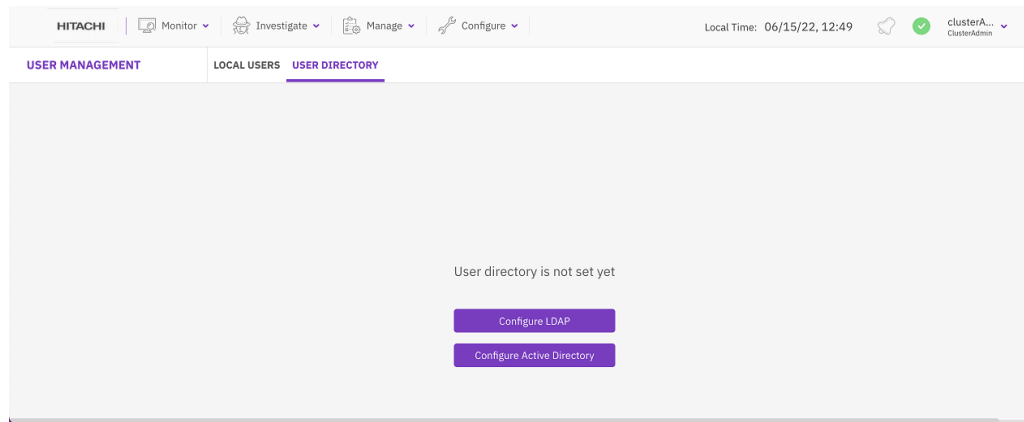 HITACHI Monitor Investigate Manage Configure Local Time: 06/15/22, 12:49 clusterA...
ClusterAdmin
USER MANAGEMENT LOCAL USERS USER DIRECTORY
User directory is not set yet
Configure LDAP
Configure Active Directory